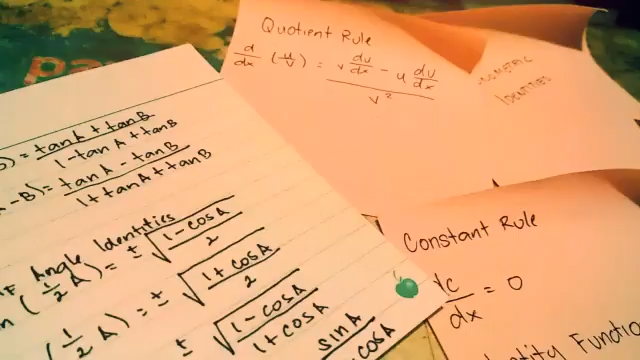 Quotient Rule
d/dx (u/v) = (v du/dx - u dv/dx) / v²
IDENTITIES
) = (tanA + tanB) / (1 - tanA + tanB)
- B) = (tanA - tanB) / (1 + tanA + tanB)
Angle Identities
(½A) = ± √((1 - cosA) / 2)
(½A) = ± √((1 + cosA) / 2)
± √((1 - cosA) / (1 + cosA)
sinA
cosA
Constant Rule
/dx = 0